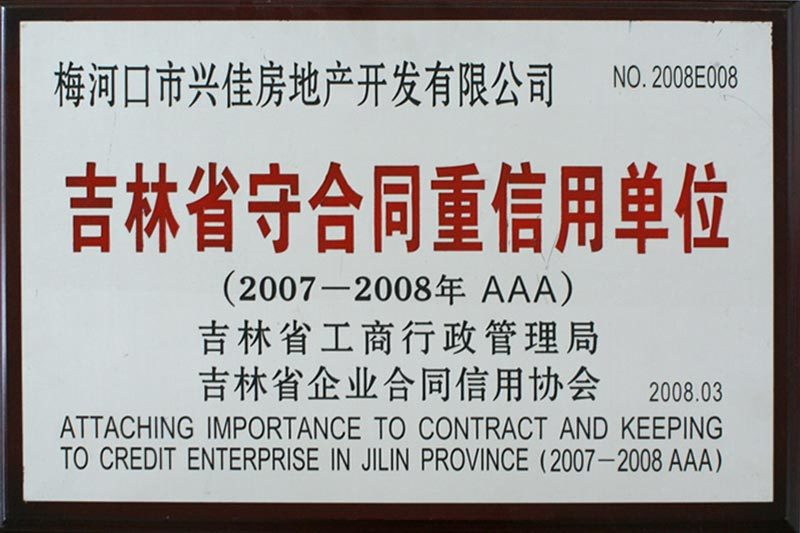 梅河口市兴佳房地产开发有限公司 NO. 2008E008
吉林省守合同重信用单位
(2007—2008年 AAA)
吉林省工商行政管理局
吉林省企业合同信用协会 2008.03
ATTACHING IMPORTANCE TO CONTRACT AND KEEPING
TO CREDIT ENTERPRISE IN JILIN PROVINCE (2007—2008 AAA)